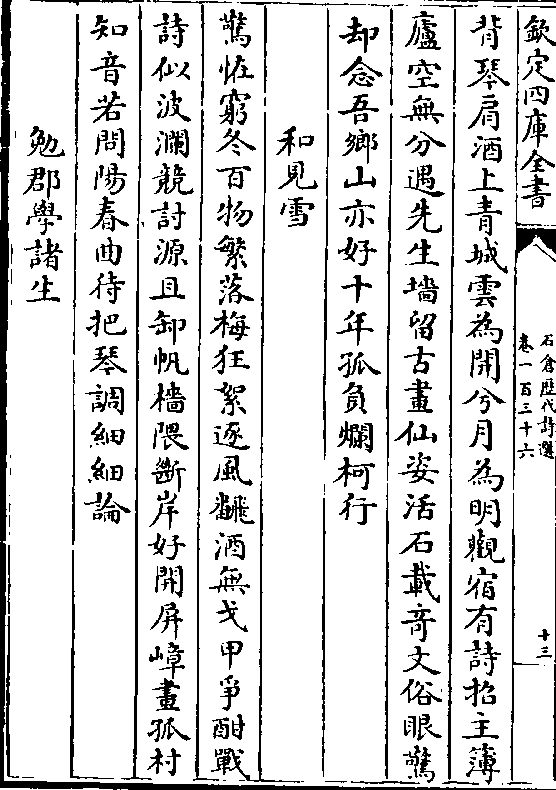 欽定四庫全書
石倉歴代詩選
卷一百三十六
十三
背琴肩酒上青城雲為開兮月為明觀宿有詩招主簿
廬空無分遇先生墻留古畫仙姿活石載竒文俗眼驚
却念吾鄉山亦好十年孤負爛柯行
和見雪
驚怪窮冬百物繁落梅狂絮逐風飜酒無戈甲爭酣戰
詩似波瀾競討源且卸帆檣隈斷岸好開屏嶂畫孤村
知音若問陽春曲待把琴調細細論
勉郡學諸生